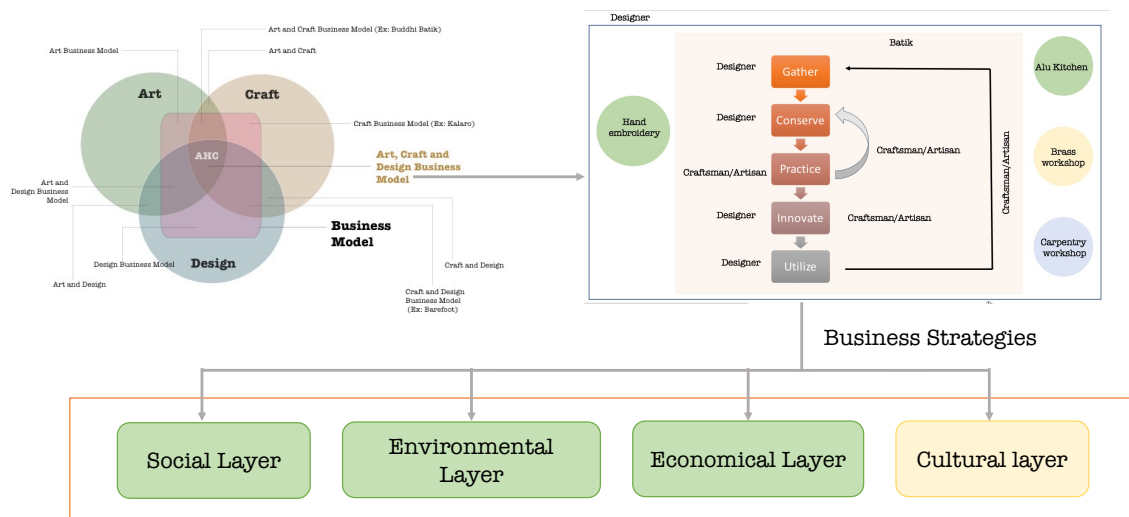 Art and Craft Business Model (Ex: Buddhi Batik)
Art Business Model
Art and Craft
Art
Craft
Craft Business Model (Ex: Kalaro)
AHC
Art, Craft and
Design Business
Model
Art and
Design Business
Model
Business
Model
Design Business Model
Design
Craft and Design
Art and Design
Craft and Design
Business Model
(Ex: Barefoot)
Designer
Batik
Hand
embroidery
Designer
Gather
Designer
Conserve
Craftsman/Artisan
Craftsman/Artisan
Practice
Designer
Innovate
Craftsman/Artisan
Designer
Utilize
Craftsman/Artisan
Alu Kitchen
Brass
workshop
Carpentry
workshop
Business Strategies
Social Layer
Environmental
Layer
Economical Layer
Cultural layer